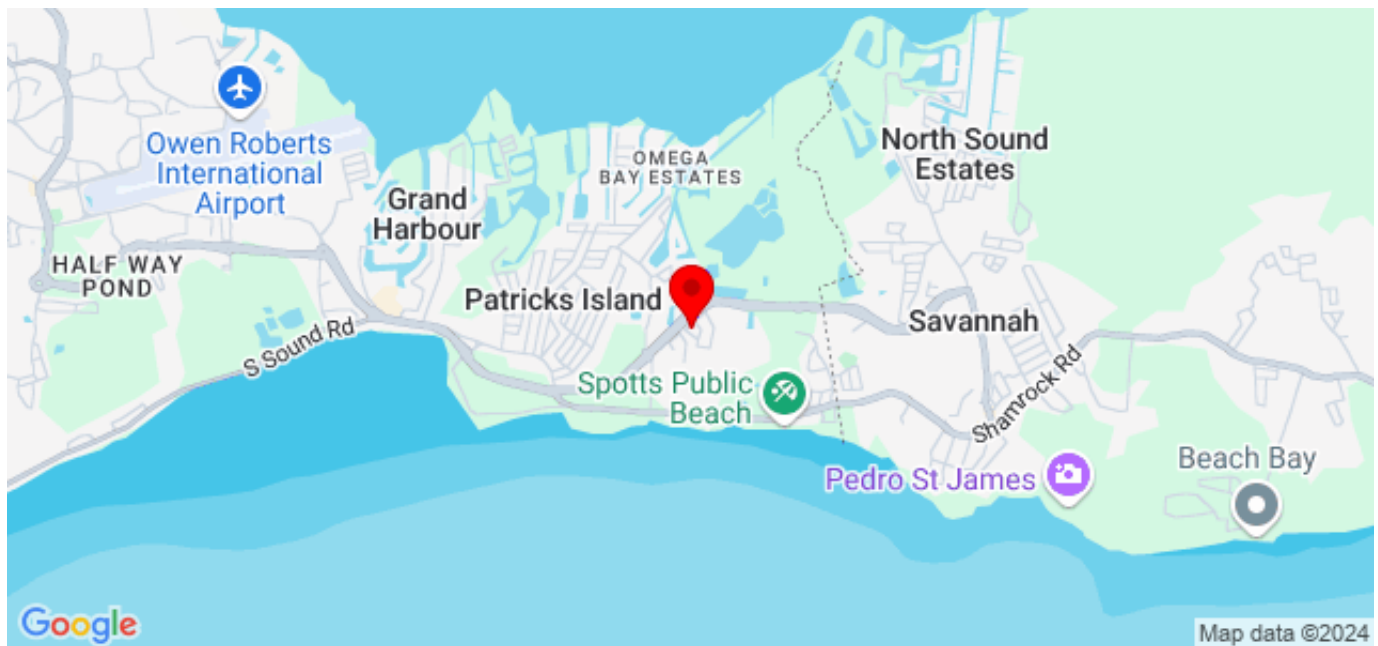 OMEGA
BAY ESTATES
North Sound
Estates
Owen Roberts
International
Airport
Grand
Harbour
HALF WAY
POND
Patricks Island
Savannah
S Sound Rd
Spotts Public
Beach
Shamrock Rd
Pedro St James
Beach Bay
Google
Map data ©2024